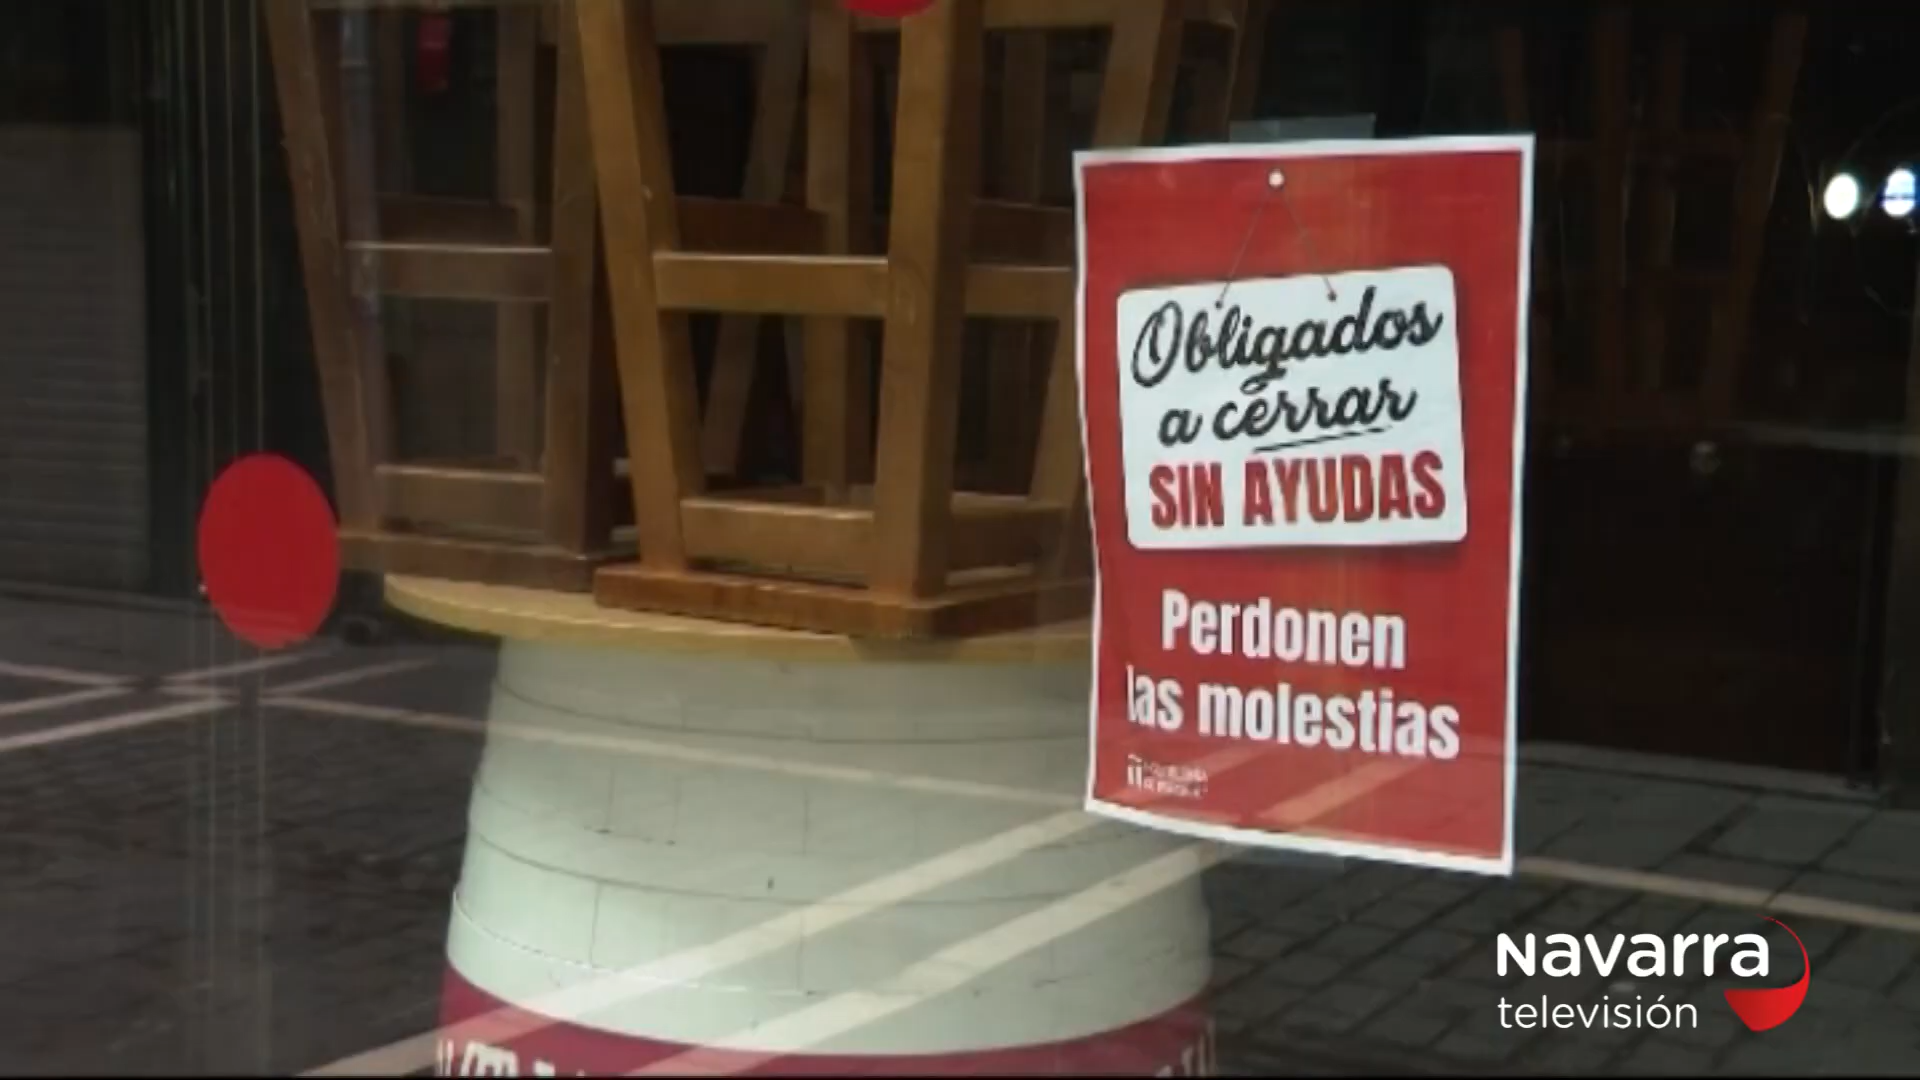 Obligados
a cerrar
SIN AYUDAS
Perdonen
las molestias
Navarra
televisión